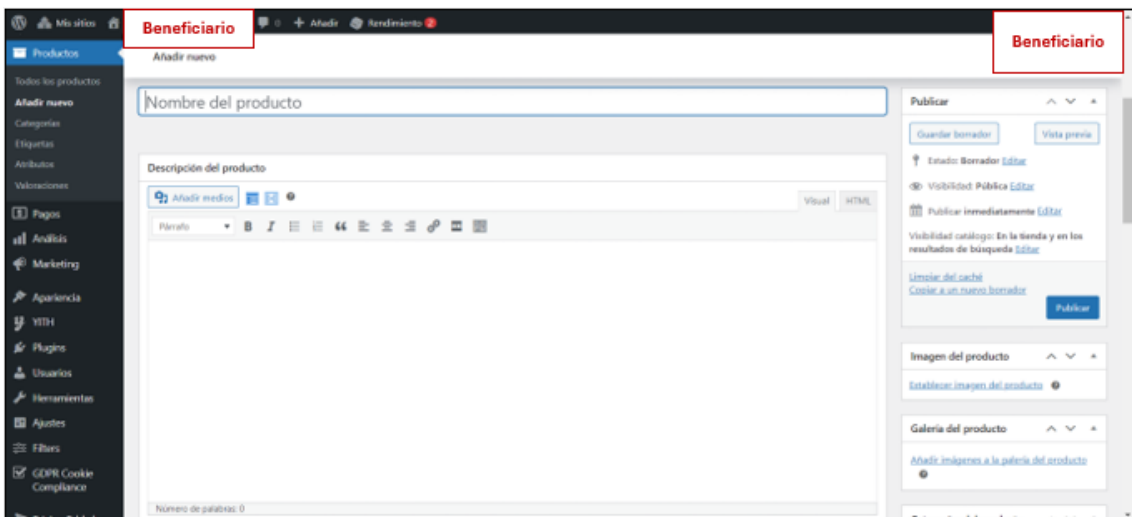 Mis sitios
Beneficiario
0
Añadir
Rendimiento 2
Beneficiario
Productos
Todos los productos
Añadir nuevo
Categorías
Etiquetas
Atributos
Valoraciones
Pagos
Análisis
Marketing
Apariencia
YITH
Plugins
Usuarios
Herramientas
Ajustes
Filters
GDPR Cookie
Compliance
Añadir nuevo
Nombre del producto
Descripción del producto
Añadir medios
Visual
HTML
Párrafo
Número de palabras: 0
Publicar
Guardar borrador
Vista previa
Estado: Borrador Editar
Visibilidad: Pública Editar
Publicar inmediatamente Editar
Visibilidad catálogo: En la tienda y en los
resultados de búsqueda Editar
Limpiar del caché
Copiar a un nuevo borrador
Publicar
Imagen del producto
Establecer imagen del producto
Galería del producto
Añadir imágenes a la galería del producto